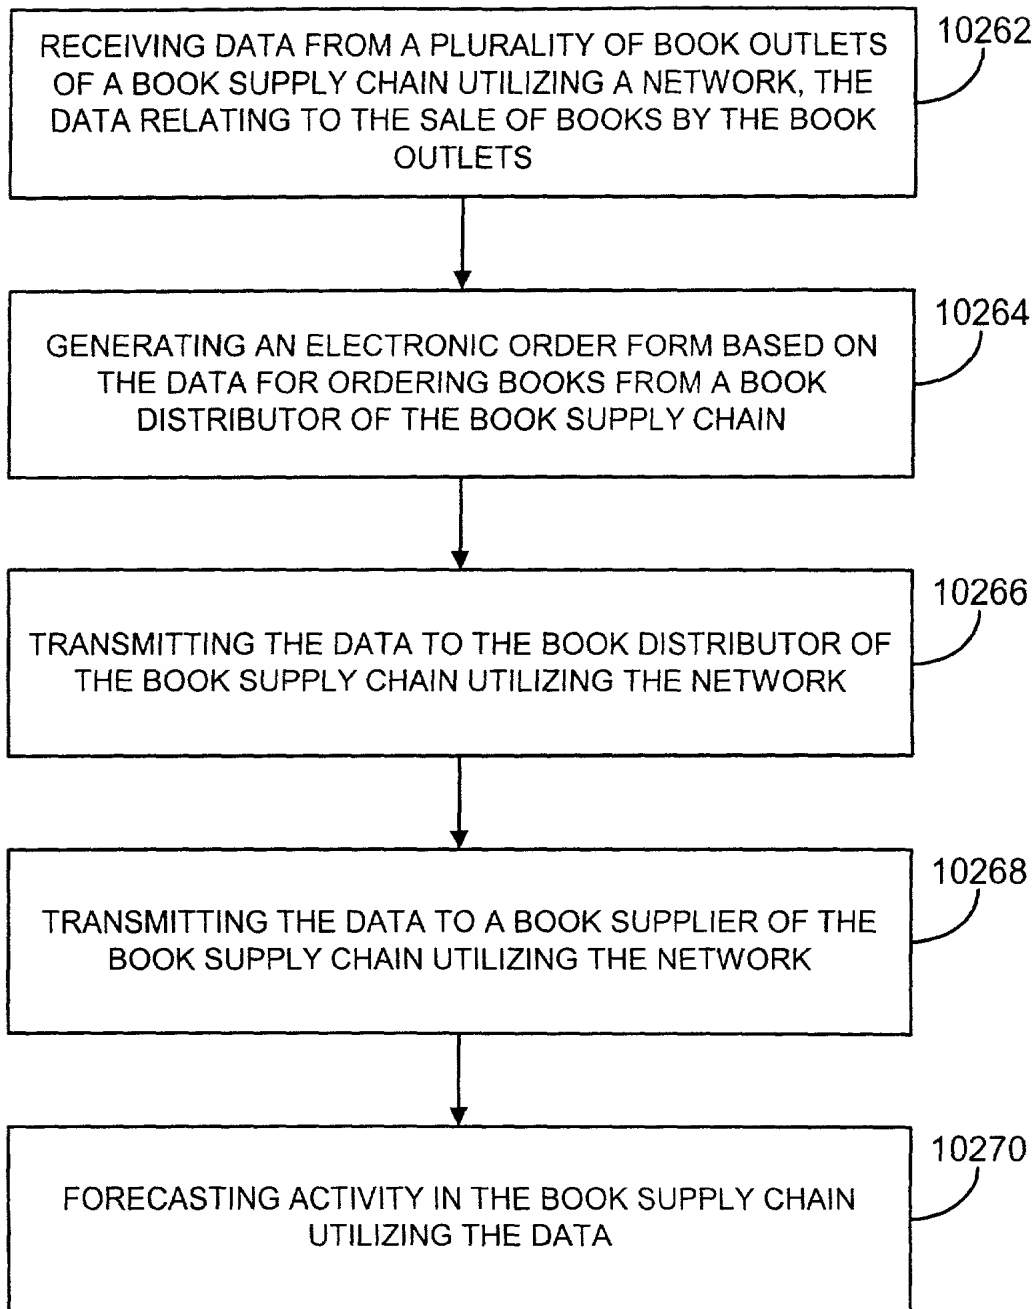 RECEIVING DATA FROM A PLURALITY OF BOOK OUTLETS
OF A BOOK SUPPLY CHAIN UTILIZING A NETWORK, THE
DATA RELATING TO THE SALE OF BOOKS BY THE BOOK
OUTLETS
10262
GENERATING AN ELECTRONIC ORDER FORM BASED ON
THE DATA FOR ORDERING BOOKS FROM A BOOK
DISTRIBUTOR OF THE BOOK SUPPLY CHAIN
10264
TRANSMITTING THE DATA TO THE BOOK DISTRIBUTOR OF
THE BOOK SUPPLY CHAIN UTILIZING THE NETWORK
10266
TRANSMITTING THE DATA TO A BOOK SUPPLIER OF THE
BOOK SUPPLY CHAIN UTILIZING THE NETWORK
10268
FORECASTING ACTIVITY IN THE BOOK SUPPLY CHAIN
UTILIZING THE DATA
10270